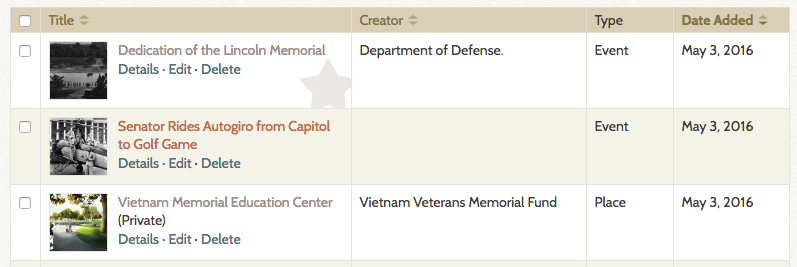 Title Creator Type Date Added
Dedication of the Lincoln Memorial Department of Defense. Event May 3, 2016
Details · Edit · Delete
Senator Rides Autogiro from Capitol Event May 3, 2016
to Golf Game
Details · Edit · Delete
Vietnam Memorial Education Center Vietnam Veterans Memorial Fund Place May 3, 2016
(Private)
Details · Edit · Delete